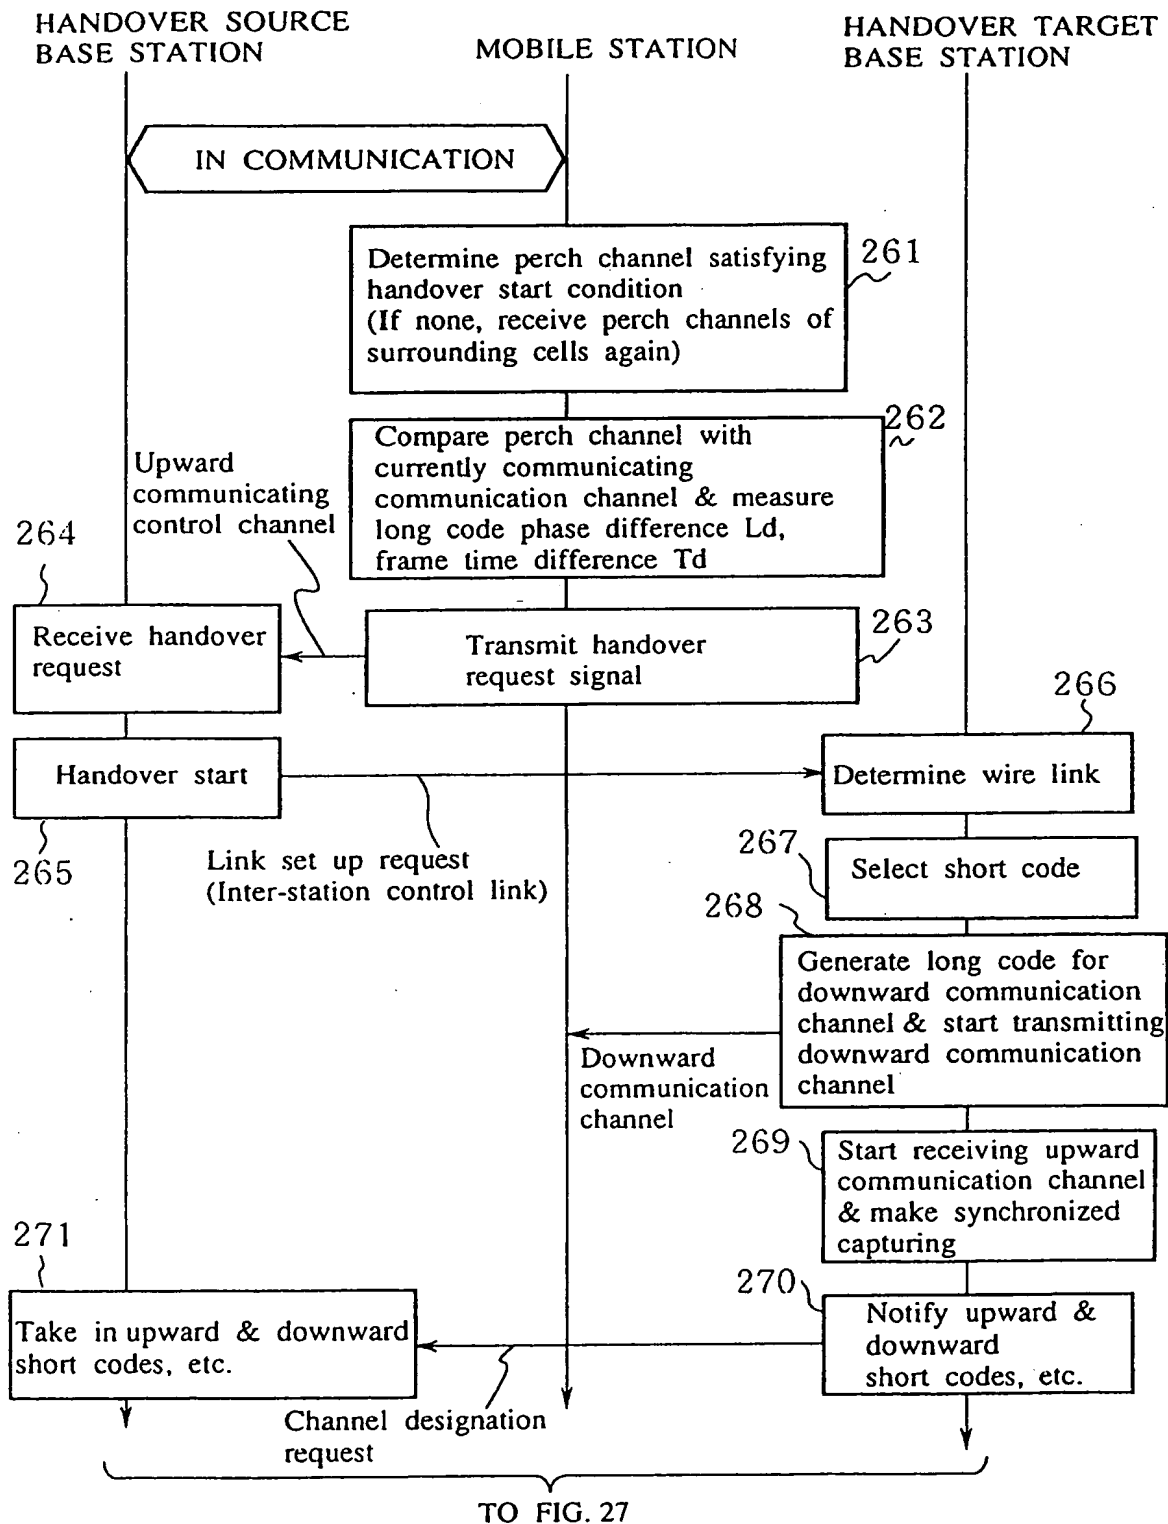 HANDOVER SOURCE
BASE STATION
MOBILE STATION
HANDOVER TARGET
BASE STATION
IN COMMUNICATION
261
Determine perch channel satisfying
handover start condition
(If none, receive perch channels of
surrounding cells again)
262
Compare perch channel with
currently communicating
communication channel & measure
long code phase difference Ld,
frame time difference Td
Upward
communicating
control channel
264
Receive handover
request
263
Transmit handover
request signal
266
Handover start
Determine wire link
265
Link set up request
(Inter-station control link)
267
Select short code
268
Generate long code for
downward communication
channel & start transmitting
downward communication
channel
Downward
communication
channel
269
Start receiving upward
communication channel
& make synchronized
capturing
271
Take in upward & downward
short codes, etc.
270
Notify upward &
downward
short codes, etc.
Channel designation
request
TO FIG. 27